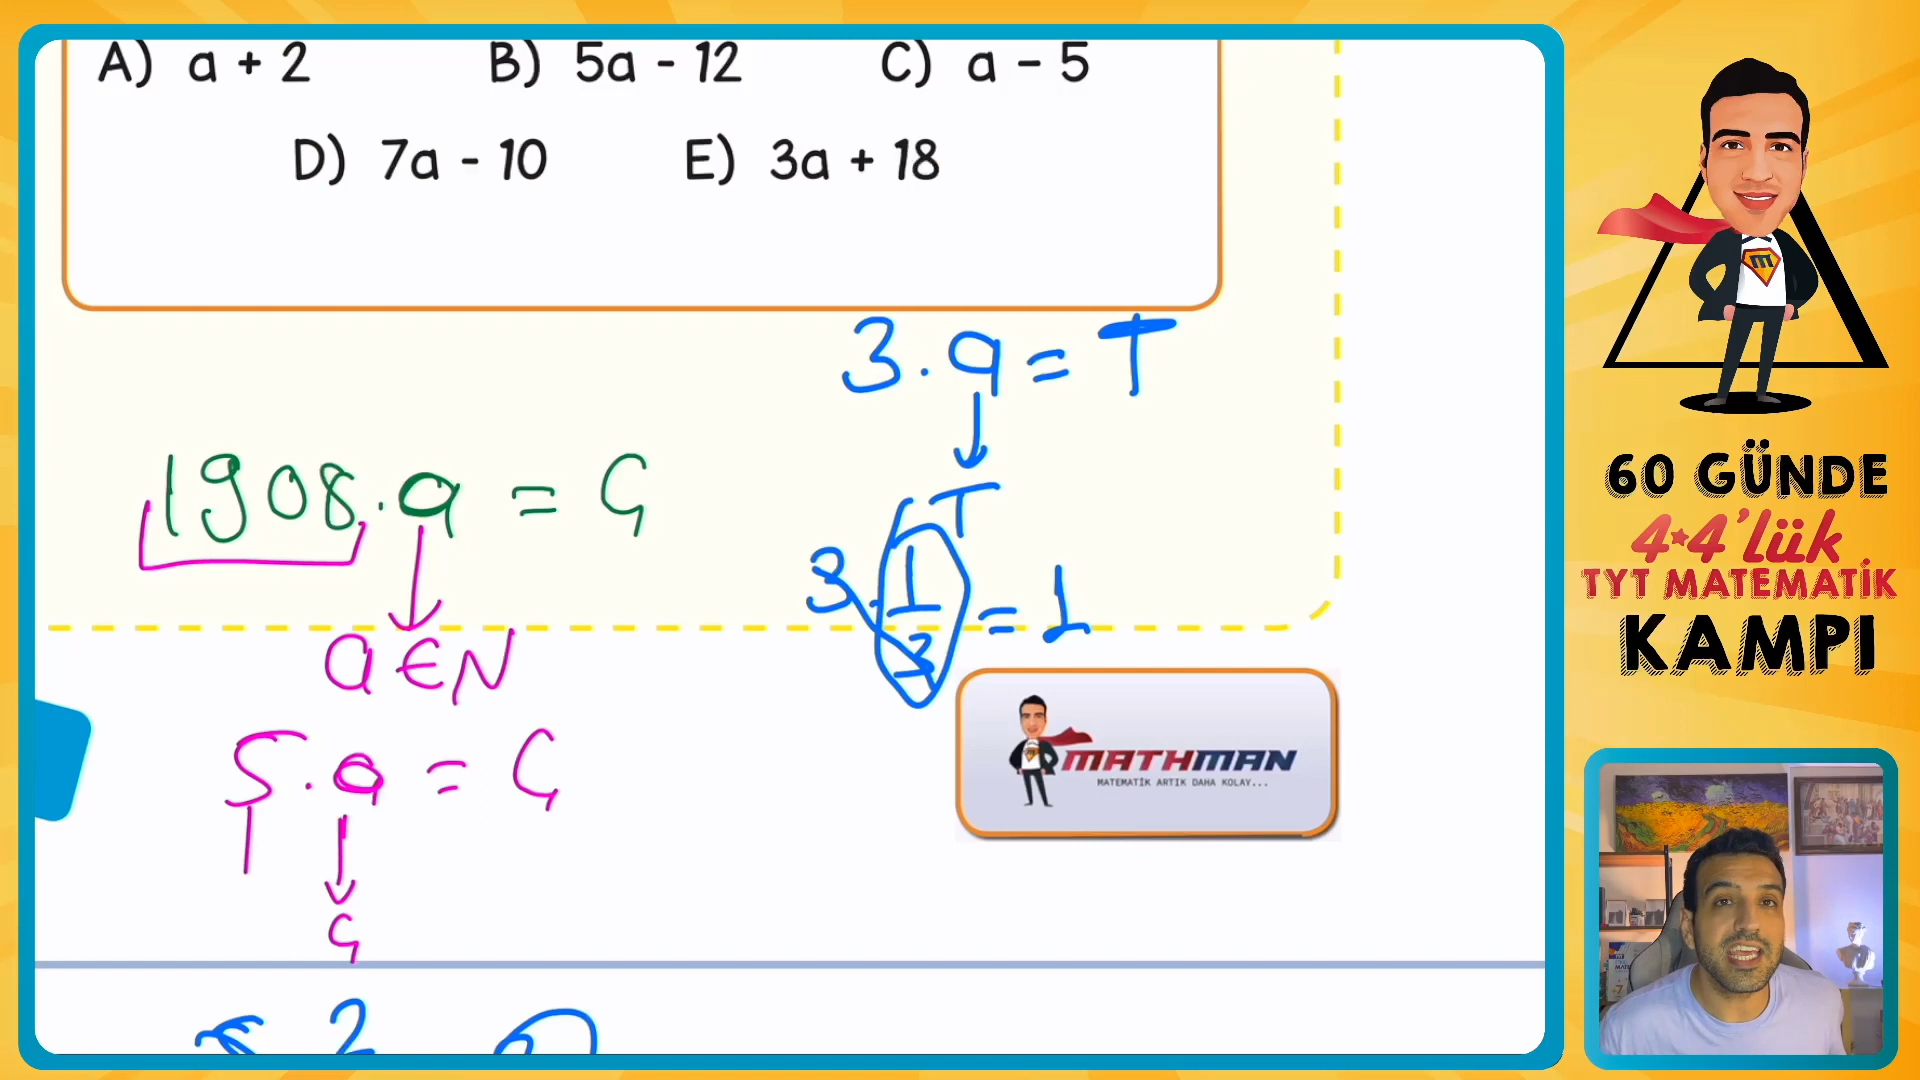 A) a + 2 B) 5a - 12 C) a - 5
D) 7a - 10 E) 3a + 18
3.a = T
T
3.1/3 = 1
1908.a = Ç
a∈N
5.a = Ç
Ç
2
MATHMAN
MATEMATİK ARTIK DAHA KOLAY...
60 GÜNDE
4★4'lük
TYT MATEMATİK
KAMPI